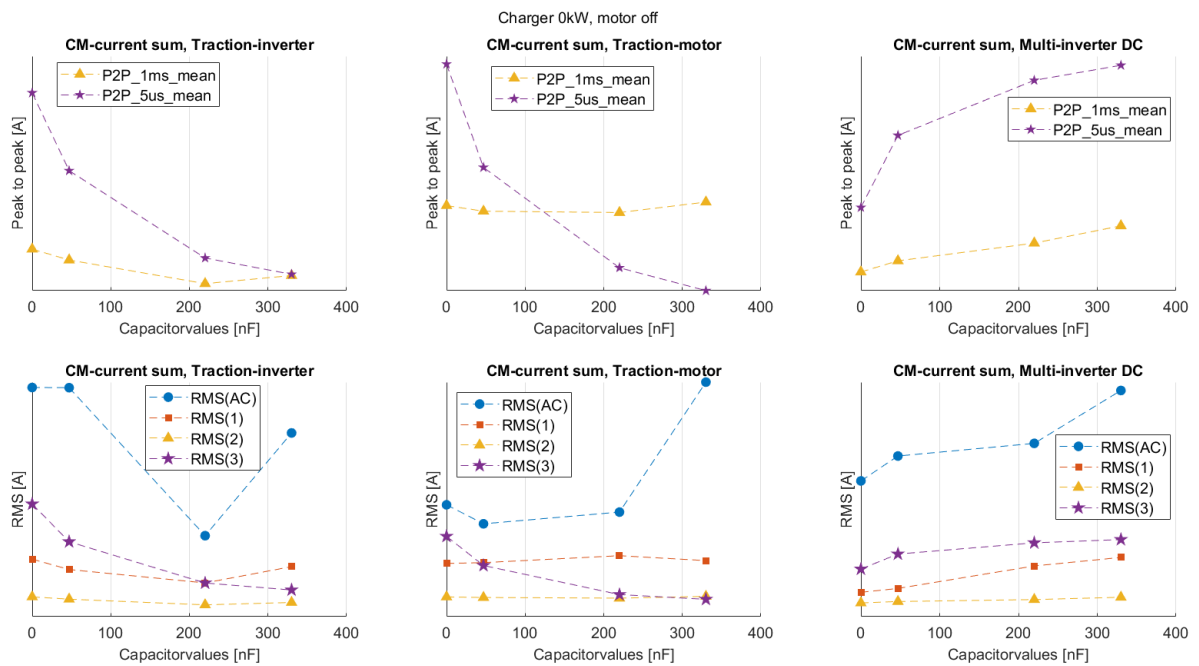 Charger 0kW, motor off
CM-current sum, Traction-inverter
P2P_1ms_mean
P2P_5us_mean
Peak to peak [A]
0 100 200 300 400
Capacitorvalues [nF]
CM-current sum, Traction-motor
P2P_1ms_mean
P2P_5us_mean
Peak to peak [A]
0 100 200 300 400
Capacitorvalues [nF]
CM-current sum, Multi-inverter DC
P2P_1ms_mean
P2P_5us_mean
Peak to peak [A]
0 100 200 300 400
Capacitorvalues [nF]
CM-current sum, Traction-inverter
RMS(AC)
RMS(1)
RMS(2)
RMS(3)
RMS [A]
0 100 200 300 400
Capacitorvalues [nF]
CM-current sum, Traction-motor
RMS(AC)
RMS(1)
RMS(2)
RMS(3)
RMS [A]
0 100 200 300 400
Capacitorvalues [nF]
CM-current sum, Multi-inverter DC
RMS(AC)
RMS(1)
RMS(2)
RMS(3)
RMS [A]
0 100 200 300 400
Capacitorvalues [nF]